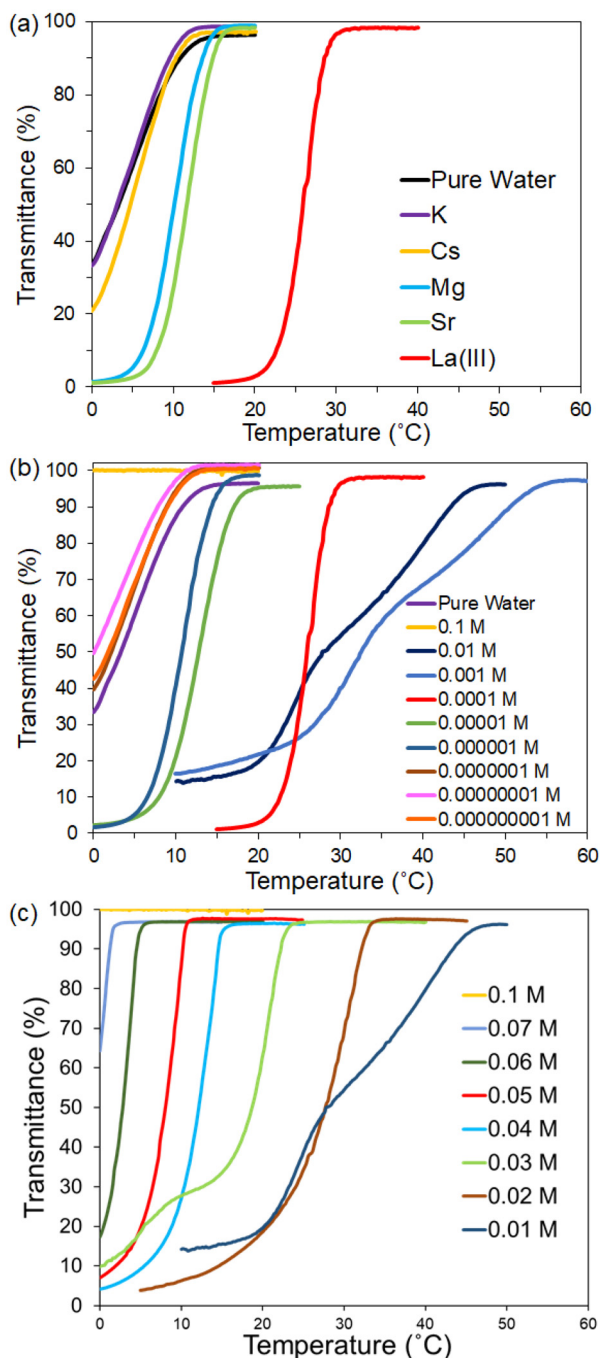 (a)
100
80
60
40
20
0
Transmittance (%)
Pure Water
K
Cs
Mg
Sr
La(III)
0 10 20 30 40 50 60
Temperature (˚C)
(b)
100
90
80
70
60
50
40
30
20
10
0
Transmittance (%)
Pure Water
0.1 M
0.01 M
0.001 M
0.0001 M
0.00001 M
0.000001 M
0.0000001 M
0.00000001 M
0.000000001 M
0 10 20 30 40 50 60
Temperature (˚C)
(c)
100
90
80
70
60
50
40
30
20
10
0
Transmittance (%)
0.1 M
0.07 M
0.06 M
0.05 M
0.04 M
0.03 M
0.02 M
0.01 M
0 10 20 30 40 50 60
Temperature (˚C)